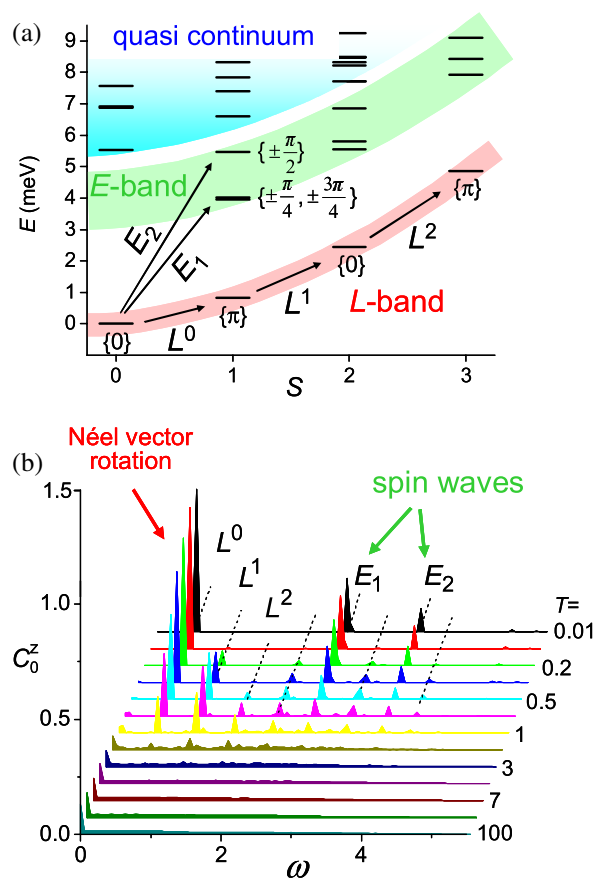 (a)
quasi continuum
9
8
7
6
5
4
3
2
1
0
E (meV)
E-band
{±π/2}
{±π/4, ±3π/4}
E₂
E₁
L⁰
L¹
L²
{0}
{π}
{0}
{π}
L-band
0
1
2
3
S
(b)
Néel vector
rotation
spin waves
1.5
1.0
0.5
0.0
C₀ᶻ
L⁰
L¹
L²
E₁
E₂
T=
0.01
0.2
0.5
1
3
7
100
0
2
4
ω